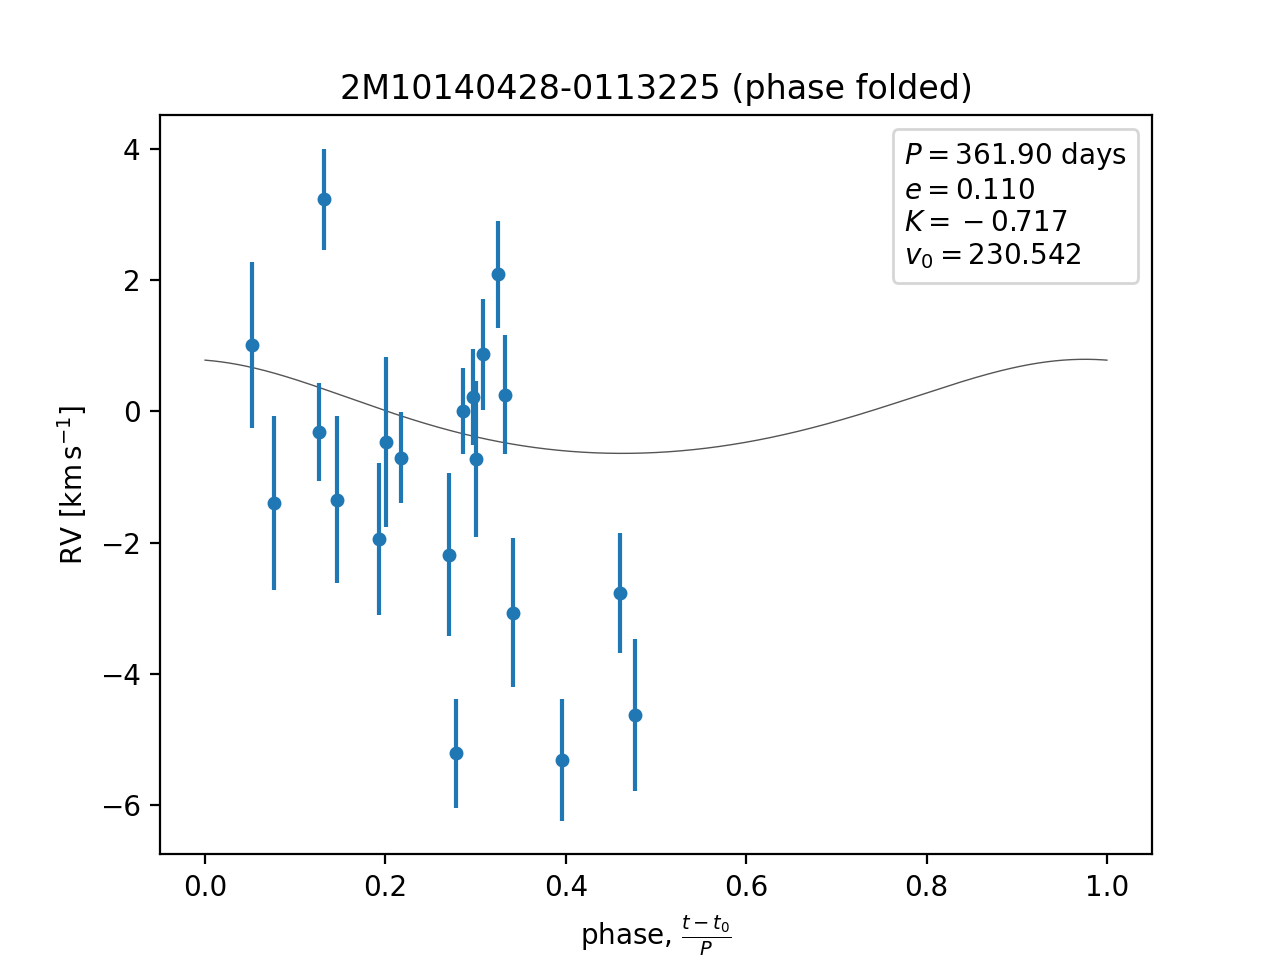 2M10140428-0113225 (phase folded)
P = 361.90 days
e = 0.110
K = −0.717
v₀ = 230.542
4
2
0
−2
−4
−6
RV [km s⁻¹]
0.0 0.2 0.4 0.6 0.8 1.0
phase, (t − t₀)/P